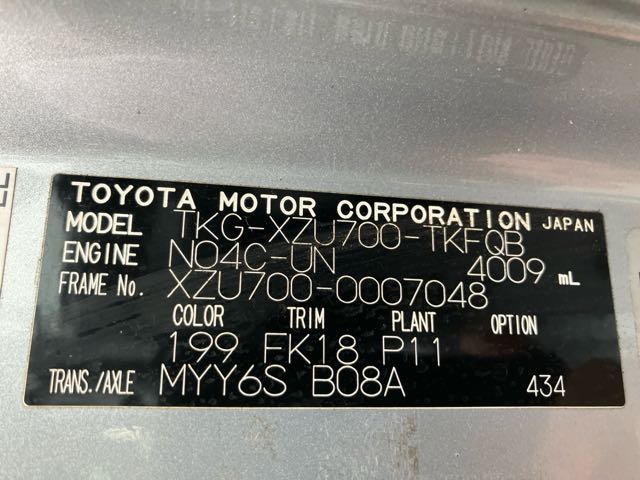 TOYOTA MOTOR CORPORATION JAPAN
MODEL TKG-XZU700-TKFQB
ENGINE N04C-UN 4009 mL
FRAME No. XZU700-0007048
COLOR TRIM PLANT OPTION
199 FK18 P11
TRANS./AXLE MYY6S B08A 434